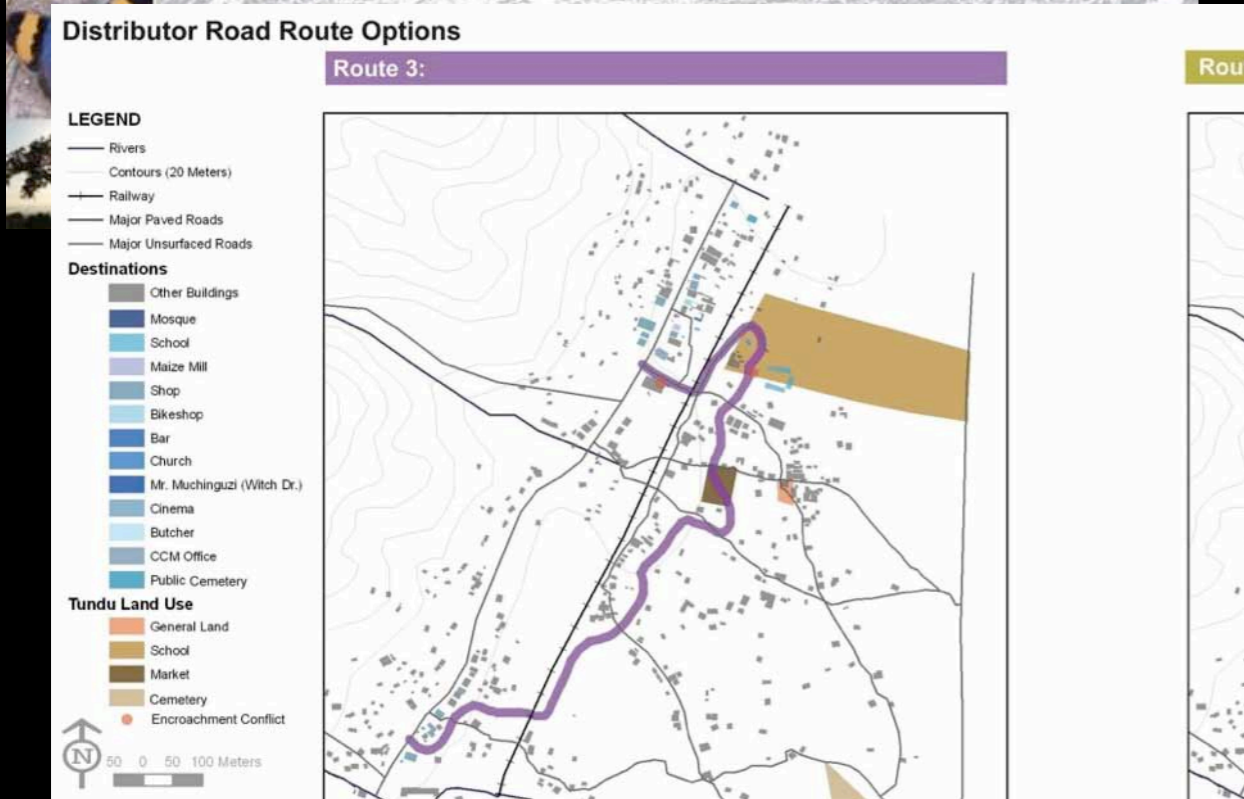 Distributor Road Route Options
Route 3:
Rou
LEGEND
Rivers
Contours (20 Meters)
Railway
Major Paved Roads
Major Unsurfaced Roads
Destinations
Other Buildings
Mosque
School
Maize Mill
Shop
Bikeshop
Bar
Church
Mr. Muchinguzi (Witch Dr.)
Cinema
Butcher
CCM Office
Public Cemetery
Tundu Land Use
General Land
School
Market
Cemetery
Encroachment Conflict
N
50 0 50 100 Meters